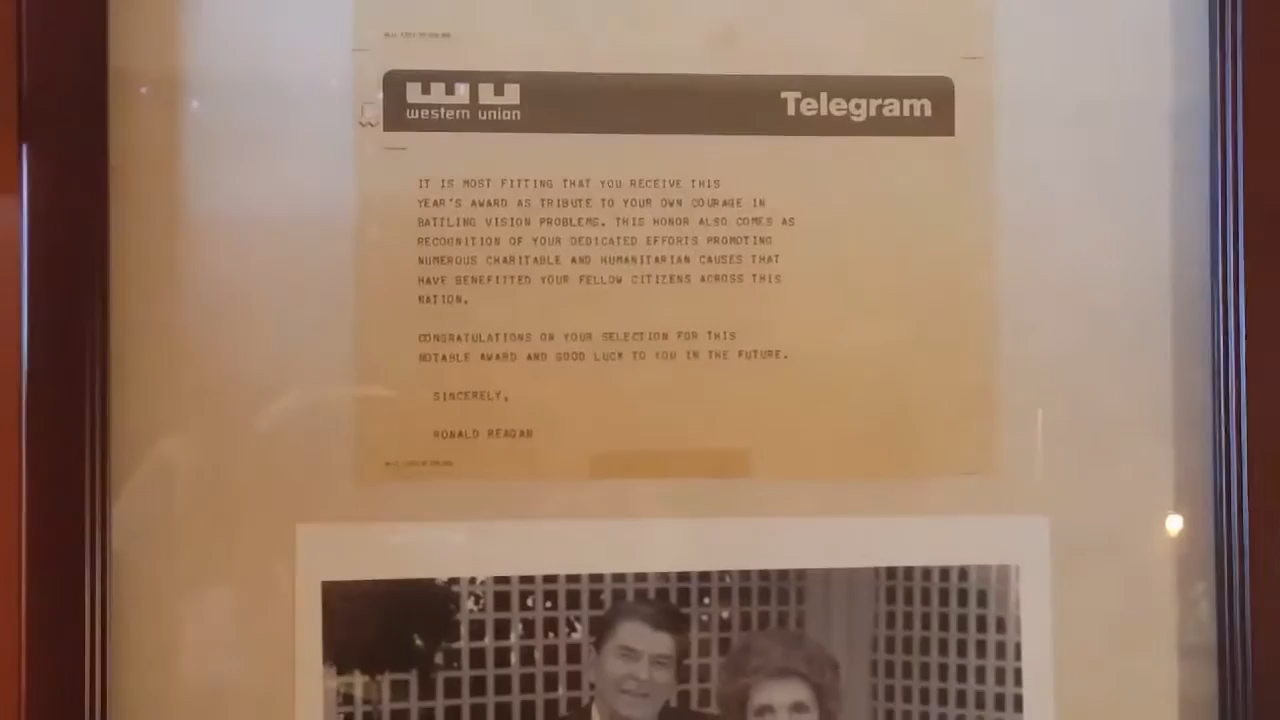 western union
Telegram
IT IS MOST FITTING THAT YOU RECEIVE THIS
YEAR'S AWARD AS TRIBUTE TO YOUR OWN COURAGE IN
BATTLING VISION PROBLEMS. THIS HONOR ALSO COMES AS
RECOGNITION OF YOUR DEDICATED EFFORTS PROMOTING
NUMEROUS CHARITABLE AND HUMANITARIAN CAUSES THAT
HAVE BENEFITTED YOUR FELLOW CITIZENS ACROSS THIS
NATION.
CONGRATULATIONS ON YOUR SELECTION FOR THIS
NOTABLE AWARD AND GOOD LUCK TO YOU IN THE FUTURE.
SINCERELY,
RONALD REAGAN